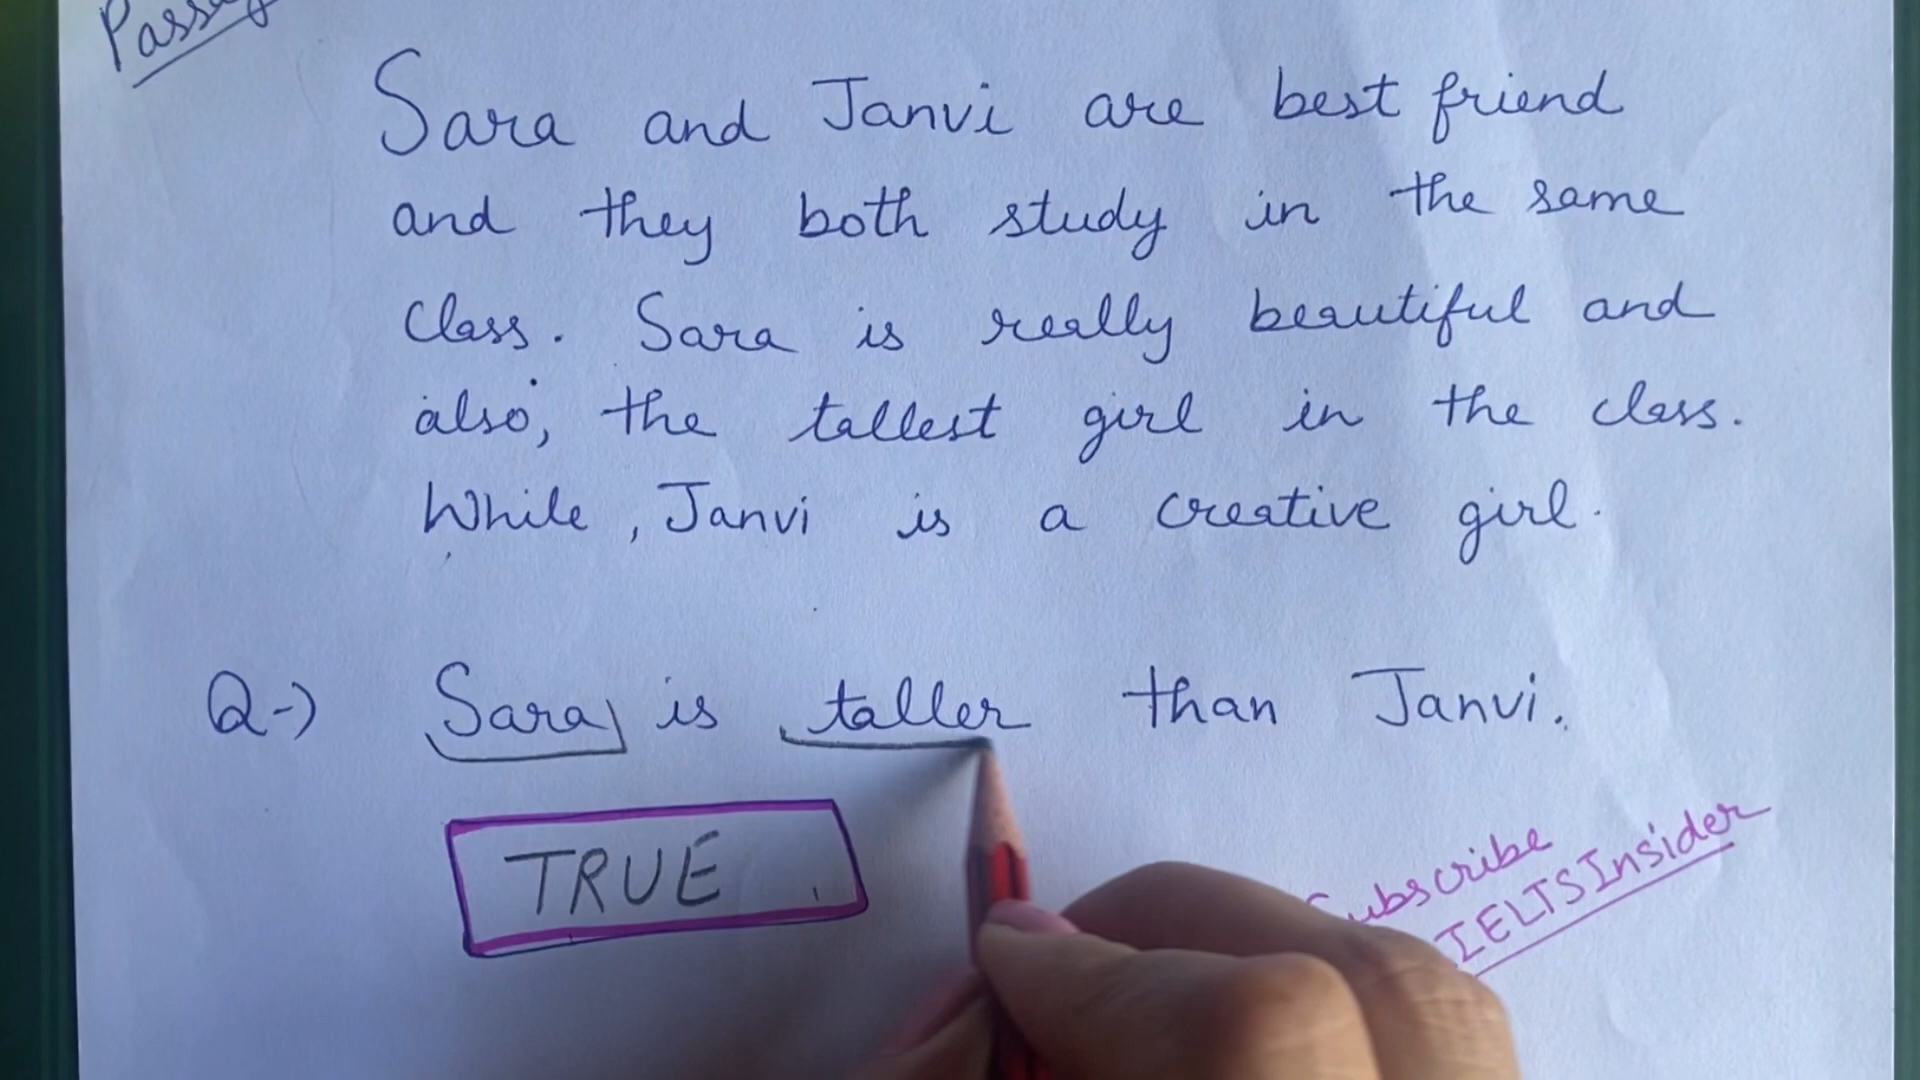 Sara and Janvi are best friend
and they both study in the same
class. Sara is really beautiful and
also, the tallest girl in the class.
While, Janvi is a creative girl.
Q-) Sara is taller than Janvi.
TRUE
Subscribe
IELTSInsider